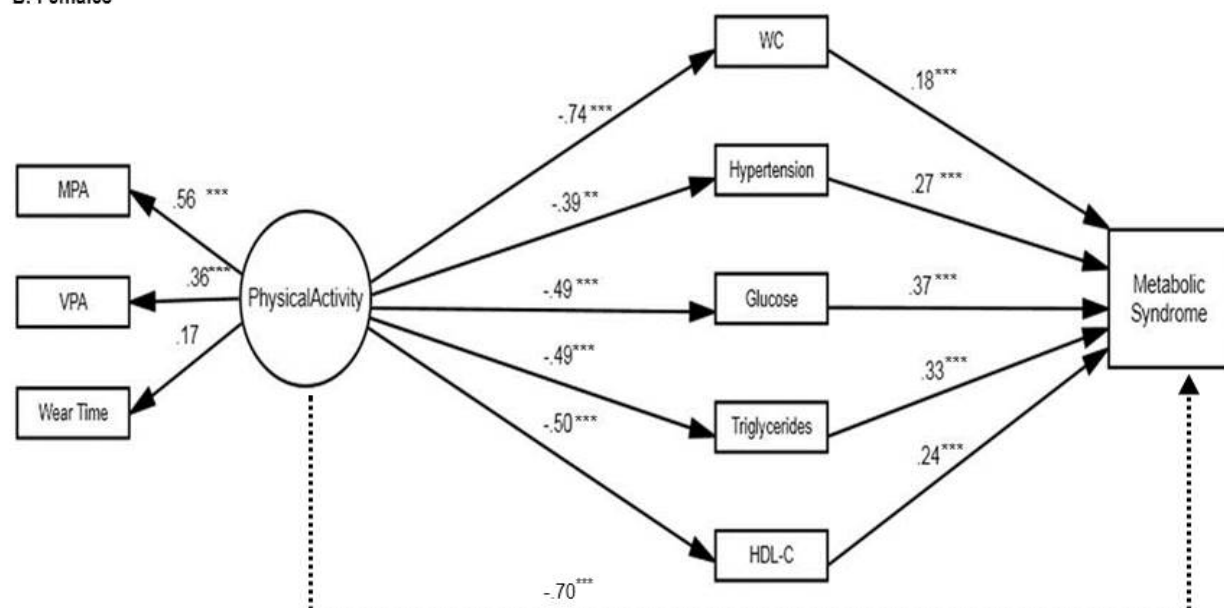 B. Females
WC
.18***
-.74***
Hypertension
.27 ***
MPA
.56 ***
-.39**
VPA
.36***
PhysicalActivity
-.49 ***
Glucose
.37 ***
Metabolic
Syndrome
.17
Wear Time
-.49***
.33***
Triglycerides
-.50***
.24***
HDL-C
-.70***